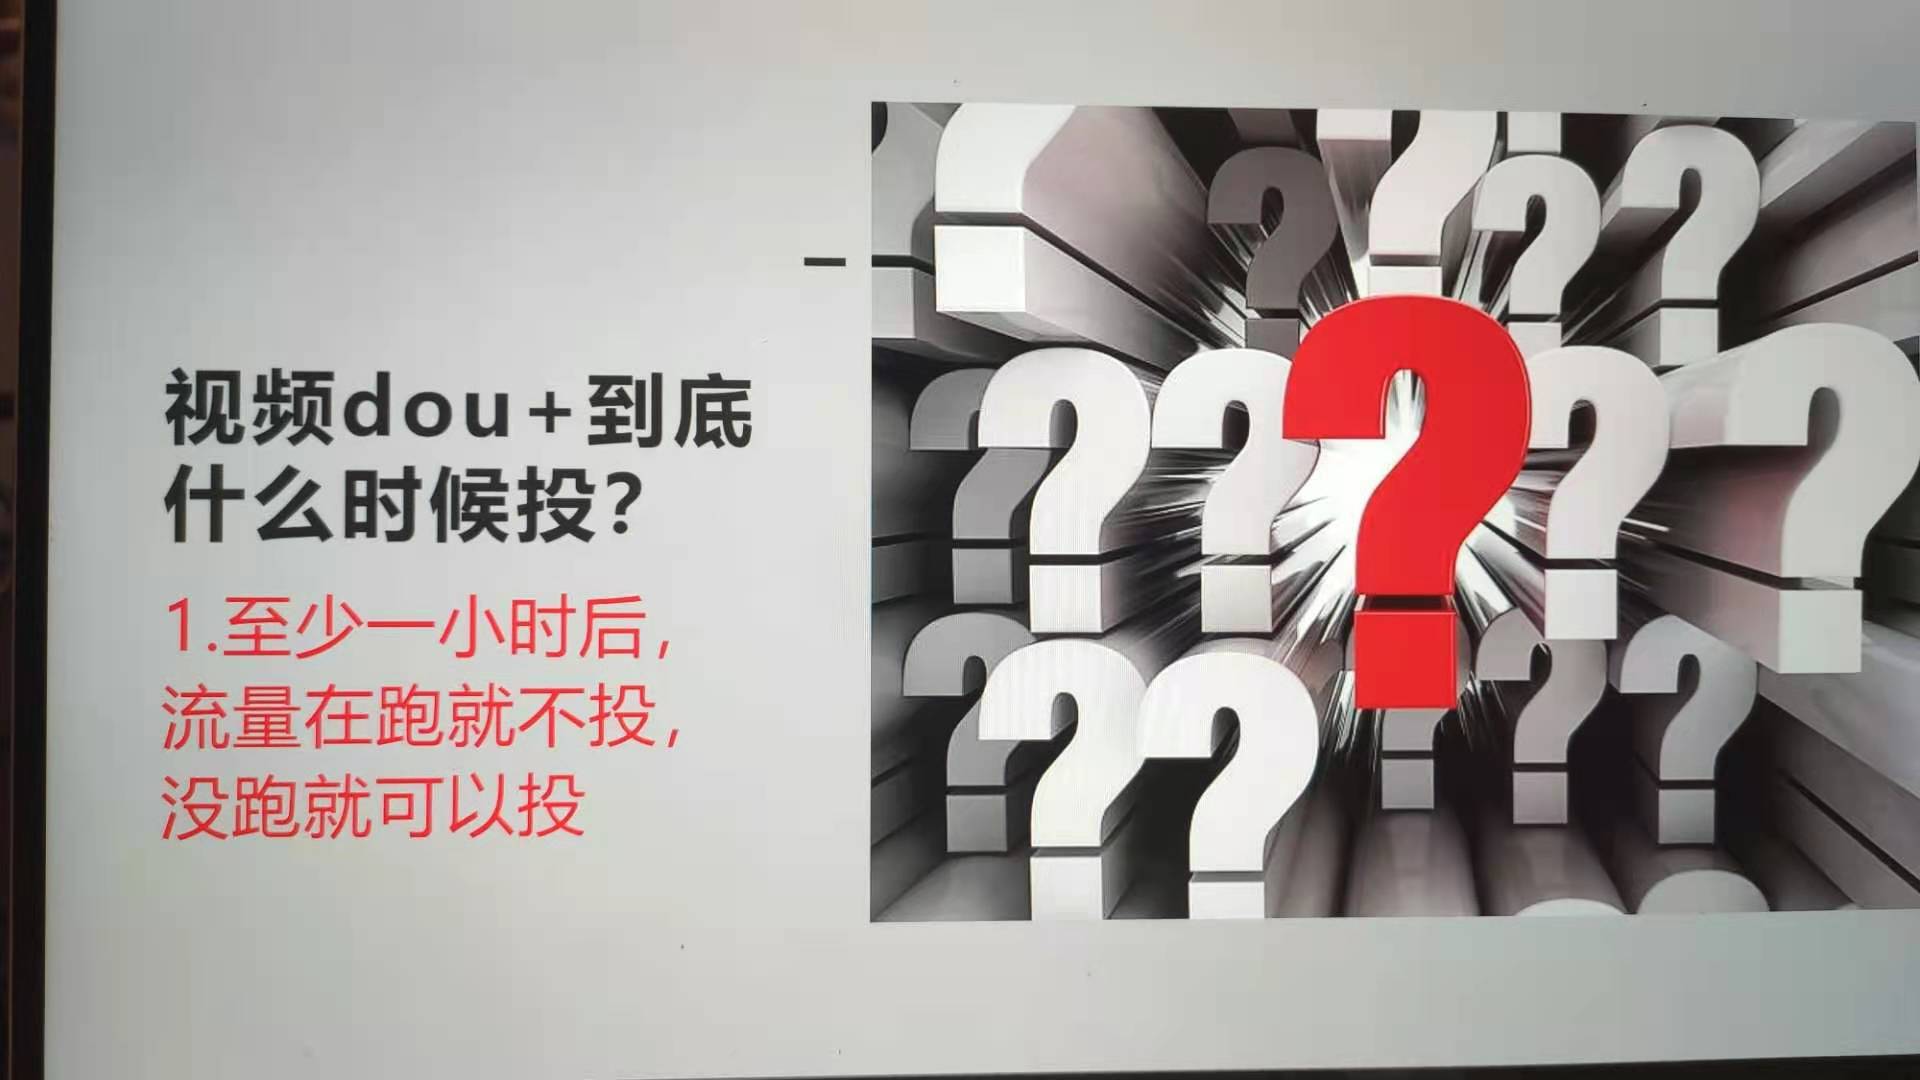 视频dou+到底
什么时候投？
1.至少一小时后，
流量在跑就不投，
没跑就可以投